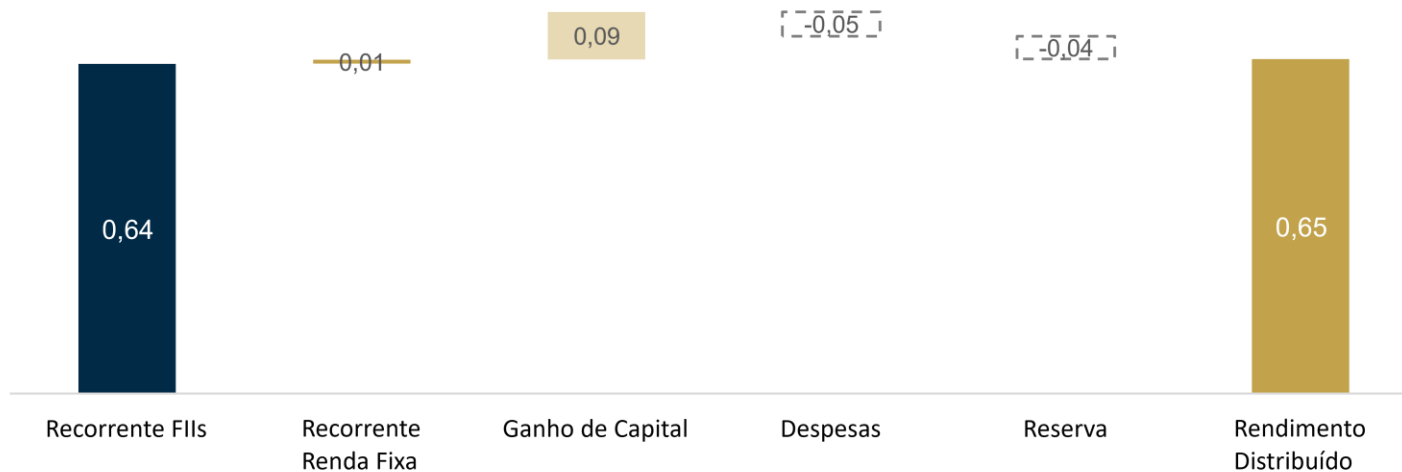 0,64
0,01
0,09
-0,05
-0,04
0,65
Recorrente FIIs
Recorrente
Renda Fixa
Ganho de Capital
Despesas
Reserva
Rendimento
Distribuído